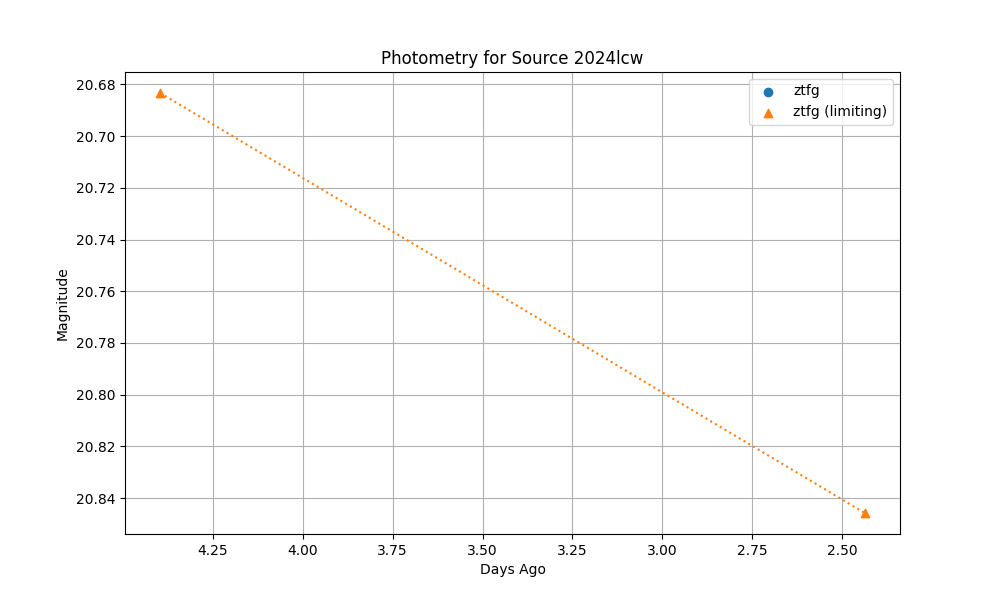 Photometry for Source 2024lcw
ztfg
ztfg (limiting)
Magnitude
20.68
20.70
20.72
20.74
20.76
20.78
20.80
20.82
20.84
4.25 4.00 3.75 3.50 3.25 3.00 2.75 2.50
Days Ago